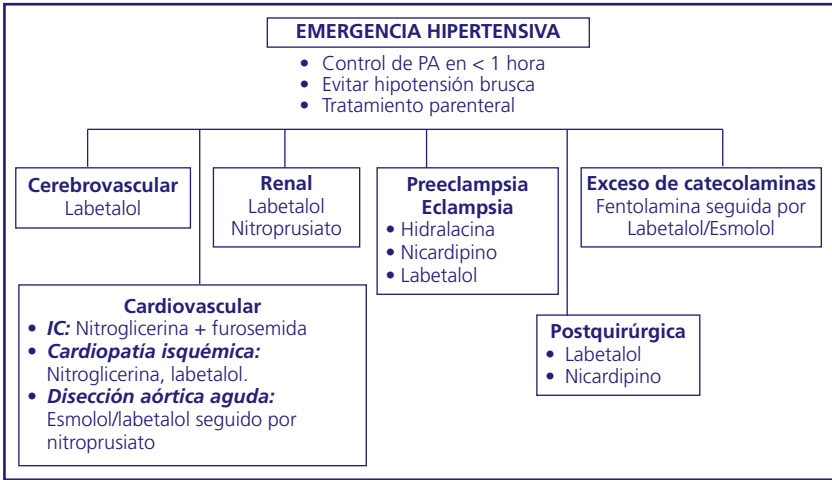 EMERGENCIA HIPERTENSIVA
• Control de PA en < 1 hora
• Evitar hipotensión brusca
• Tratamiento parenteral
Cerebrovascular
Labetalol
Renal
Labetalol
Nitroprusiato
Preeclampsia
Eclampsia
• Hidralacina
• Nicardipino
• Labetalol
Exceso de catecolaminas
Fentolamina seguida por
Labetalol/Esmolol
Cardiovascular
• IC: Nitroglicerina + furosemida
• Cardiopatía isquémica:
Nitroglicerina, labetalol.
• Disección aórtica aguda:
Esmolol/labetalol seguido por
nitroprusiato
Postquirúrgica
• Labetalol
• Nicardipino